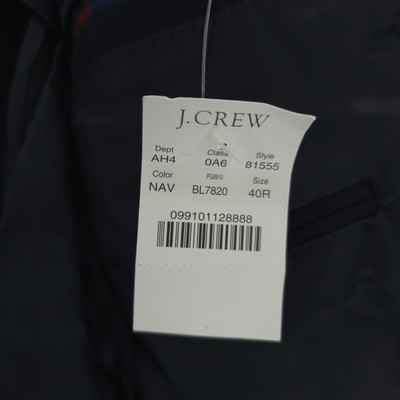 J.CREW
Dept Class Style
AH4 0A6 81555
Color PG8910 Size
NAV BL7820 40R
099101128888